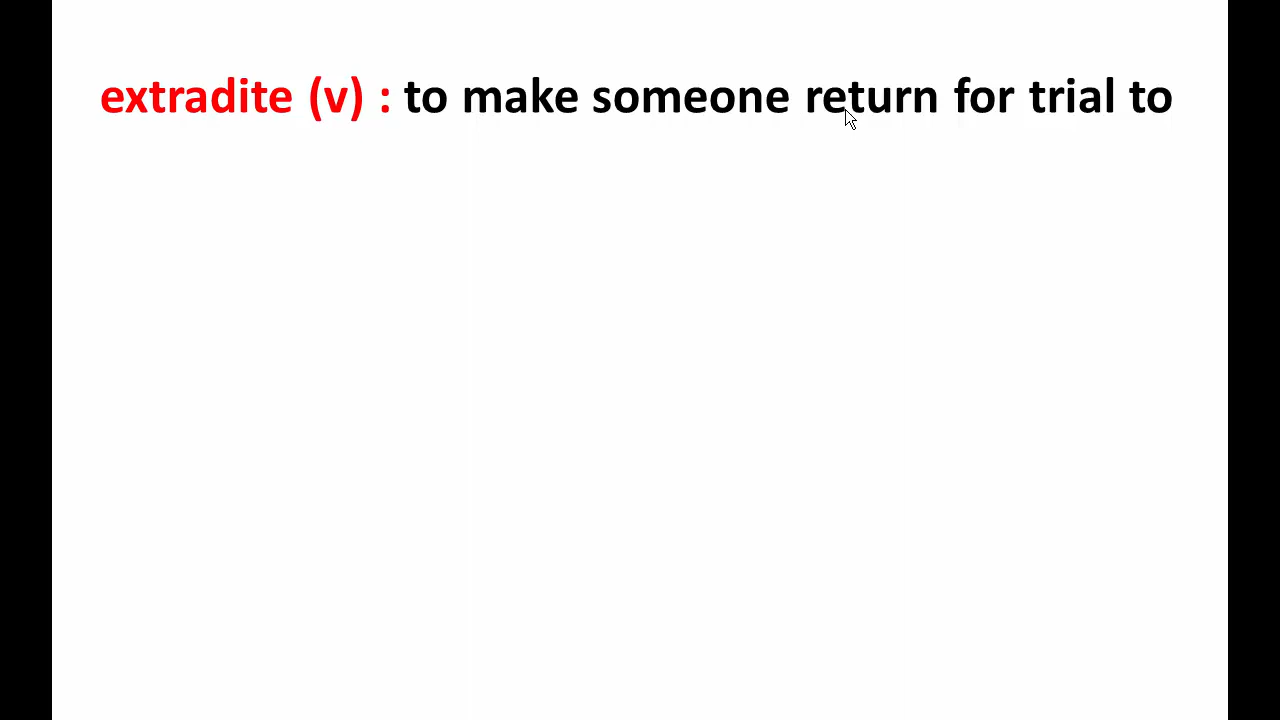 extradite (v) : to make someone return for trial to